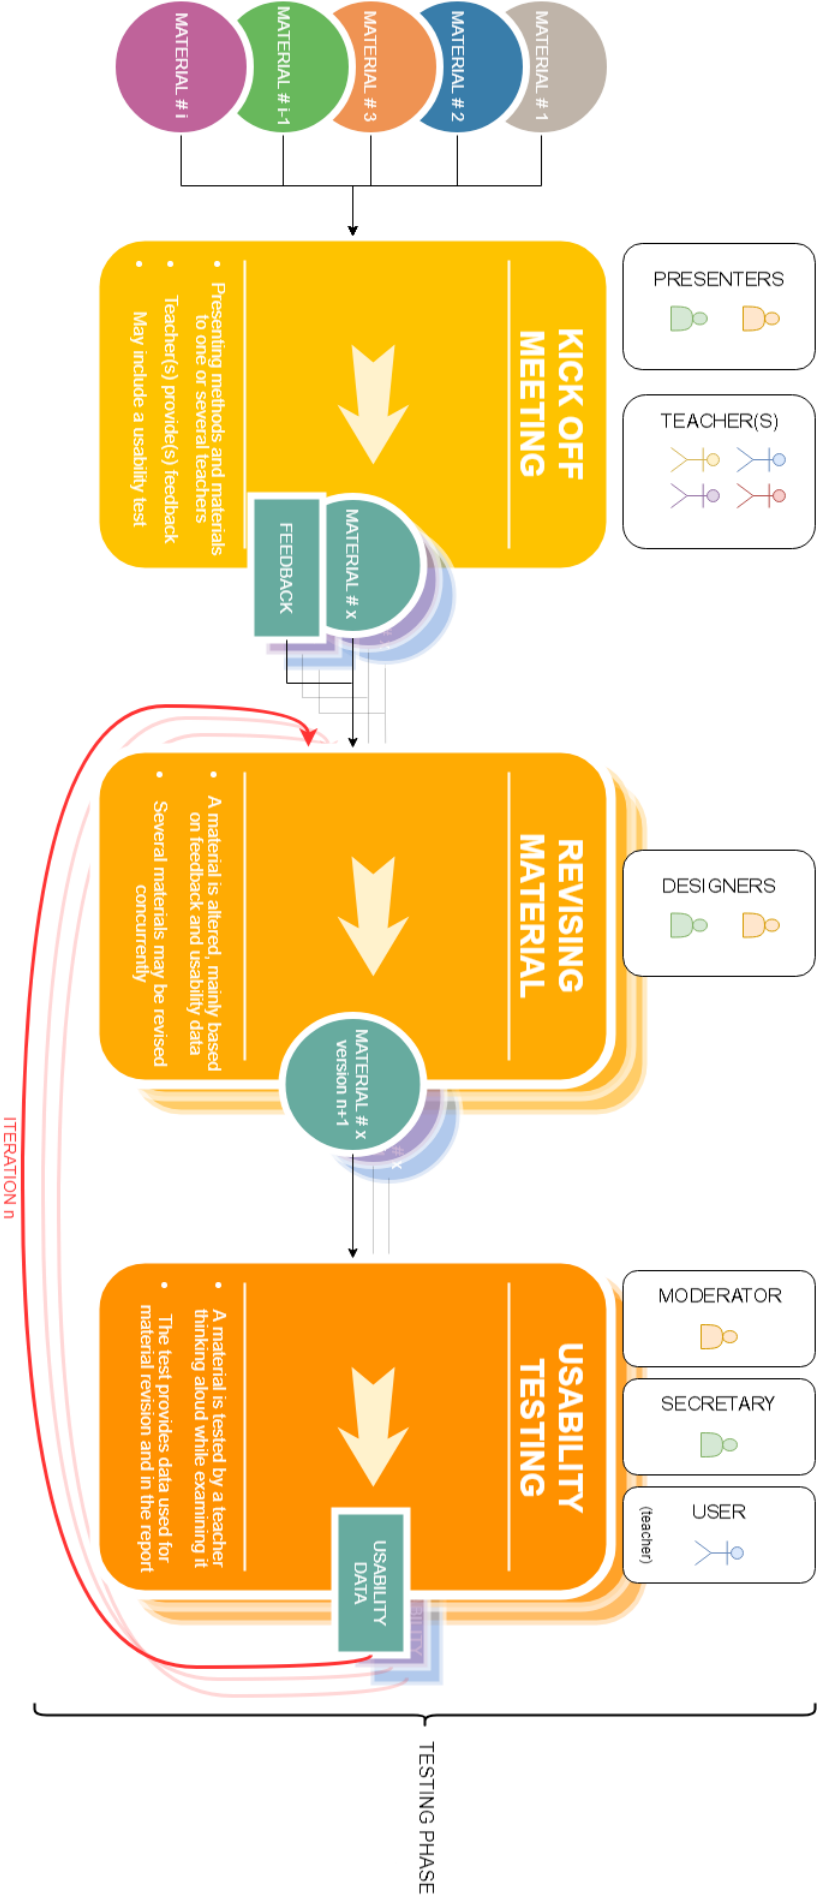 MATERIAL # 1
MATERIAL # 2
MATERIAL # 3
MATERIAL # i-1
MATERIAL # i
PRESENTERS
TEACHER(S)
KICK OFF
MEETING
• Presenting methods and materials
to one or several teachers
• Teacher(s) provide(s) feedback
• May include a usability test
MATERIAL # x
FEEDBACK
DESIGNERS
REVISING
MATERIAL
• A material is altered, mainly based
on feedback and usability data
• Several materials may be revised
concurrently
MATERIAL # x
version n+1
# x
MODERATOR
SECRETARY
USER
(teacher)
USABILITY
TESTING
• A material is tested by a teacher
thinking aloud while examining it
• The test provides data used for
material revision and in the report
USABILITY
DATA
BILITY
ITERATION n
TESTING PHASE